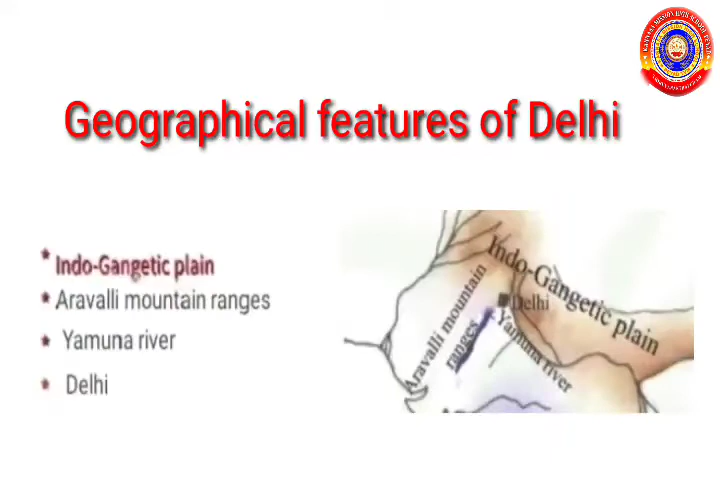 Geographical features of Delhi
* Indo-Gangetic plain
* Aravalli mountain ranges
* Yamuna river
* Delhi
Indo-Gangetic plain
Aravalli mountain
ranges
Delhi
Yamuna river